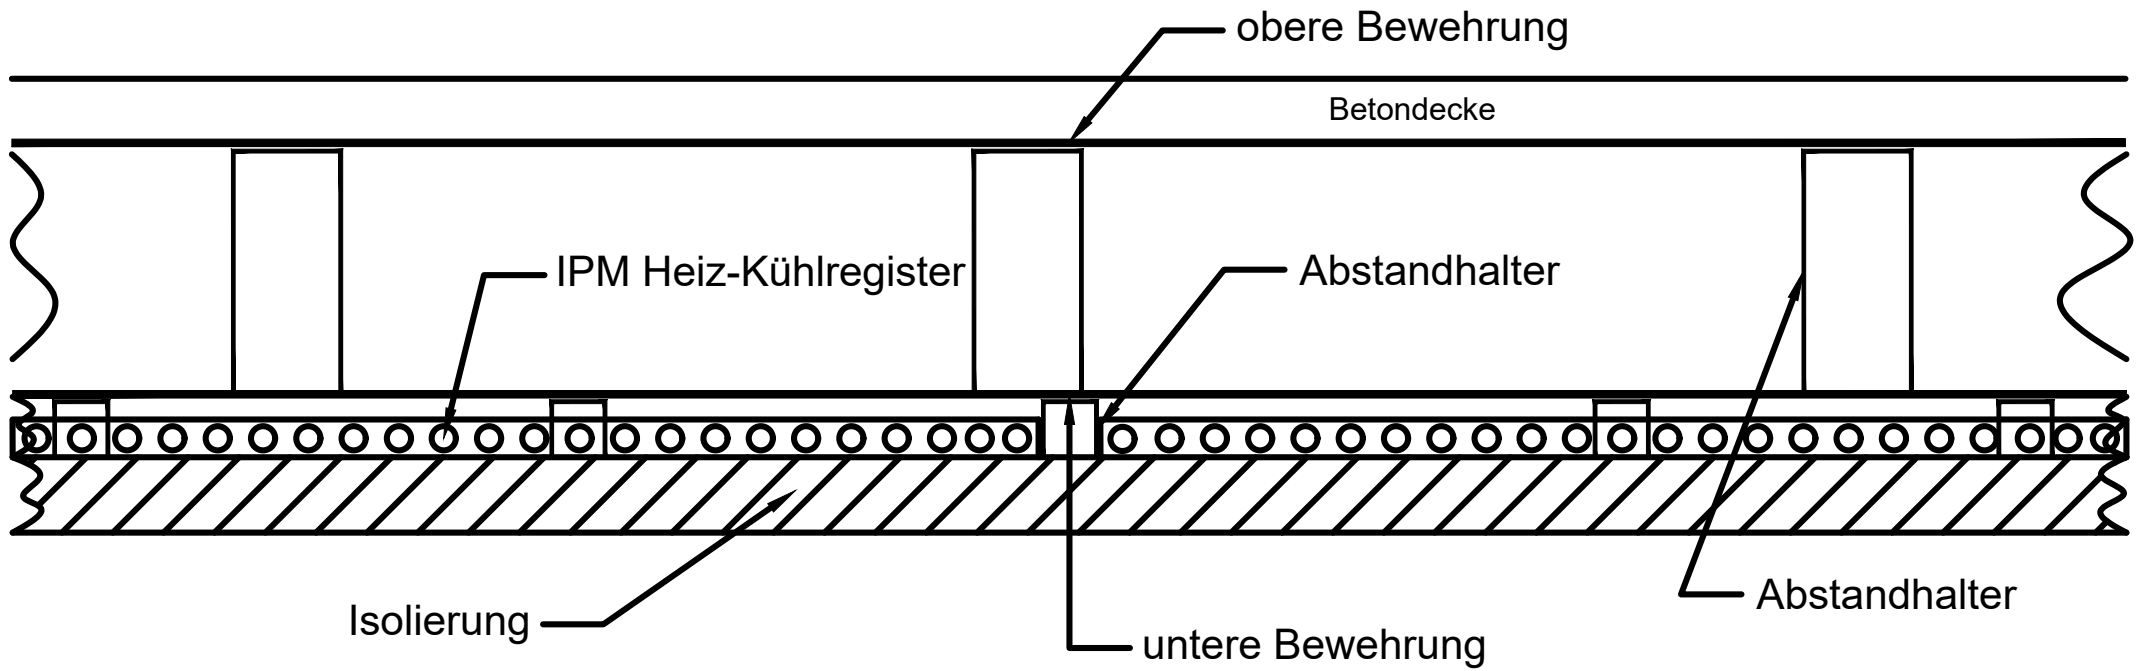 obere Bewehrung
Betondecke
IPM Heiz-Kühlregister
Abstandhalter
Isolierung
Abstandhalter
untere Bewehrung